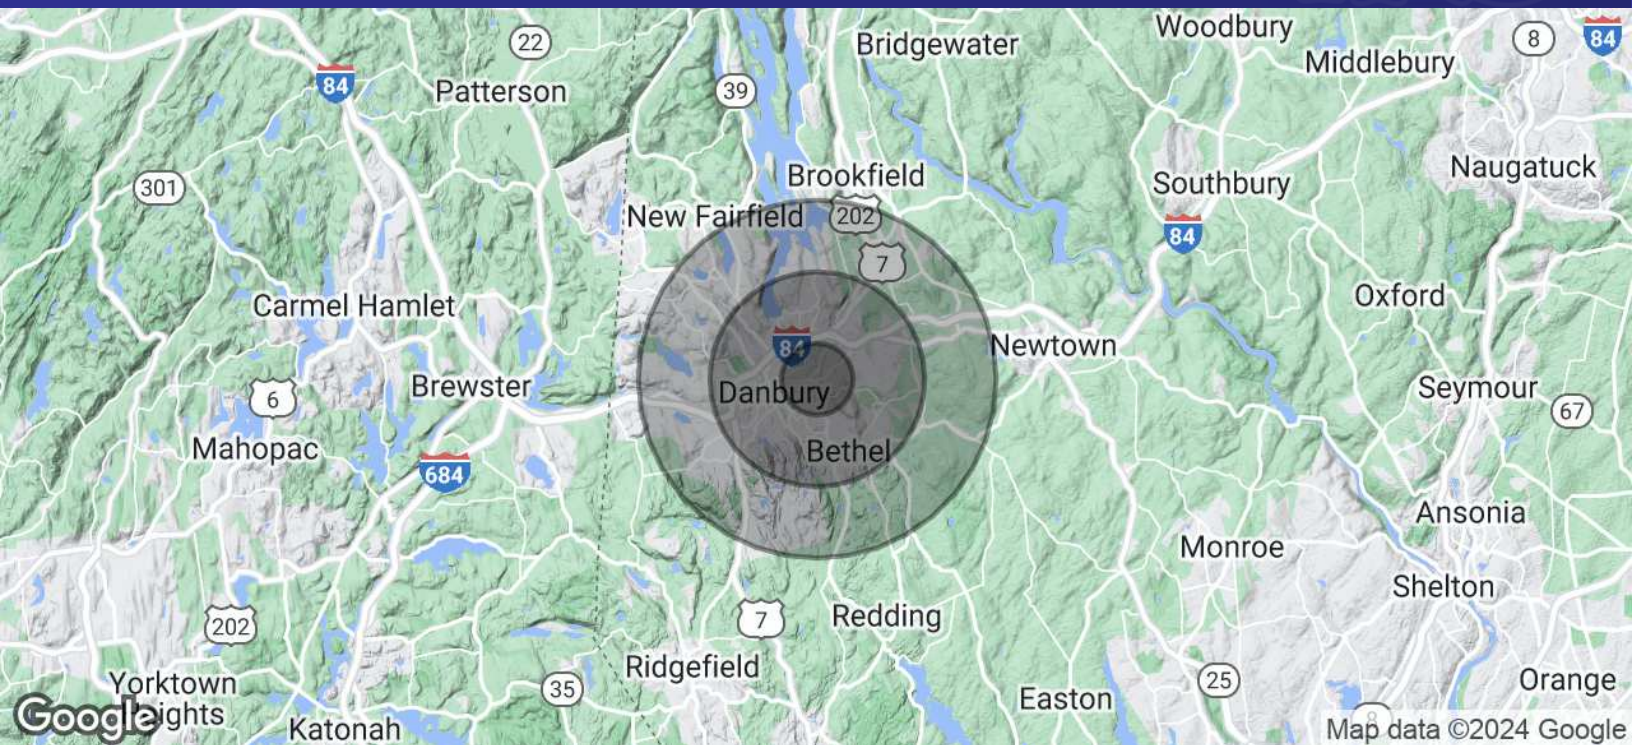 Woodbury
8
84
22
Bridgewater
Middlebury
84
Patterson
39
Naugatuck
Brookfield
301
Southbury
New Fairfield
202
84
7
Carmel Hamlet
Oxford
84
Newtown
Brewster
Danbury
Seymour
6
67
Mahopac
Bethel
684
Ansonia
Monroe
Shelton
202
7
Redding
Ridgefield
Yorktown
35
25
Orange
Easton
Google
ights
Katonah
8
Map data ©2024 Google